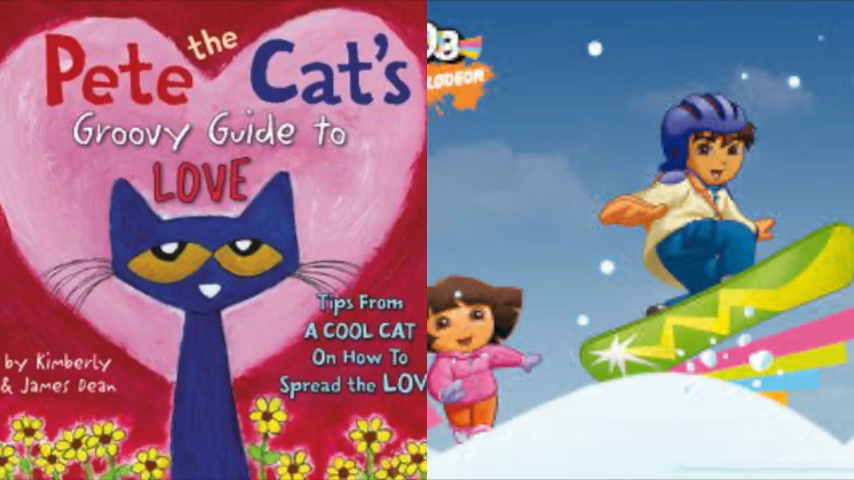 the
Pete Cat's
Groovy Guide to
LOVE
Tips From
A COOL CAT
On How To
Spread the LOV
by Kimberly
& James Dean